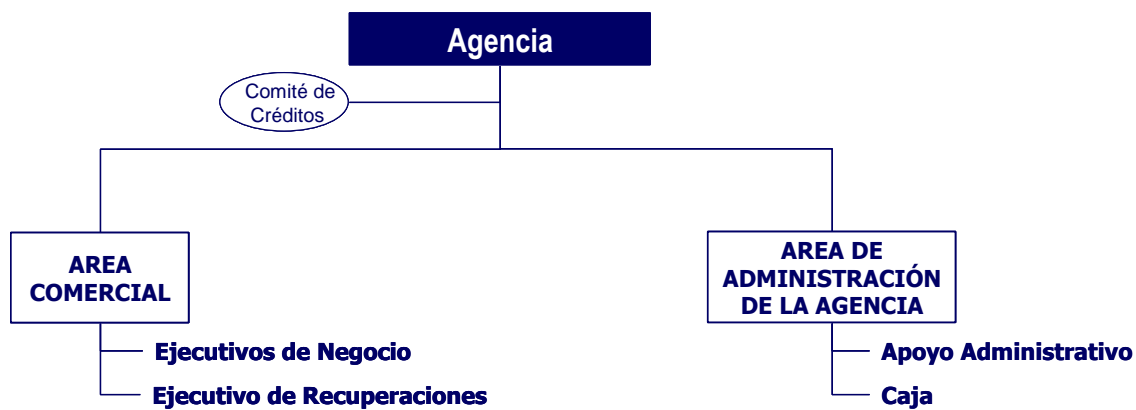 Agencia
Comité de
Créditos
AREA
COMERCIAL
Ejecutivos de Negocio
Ejecutivo de Recuperaciones
AREA DE
ADMINISTRACIÓN
DE LA AGENCIA
Apoyo Administrativo
Caja